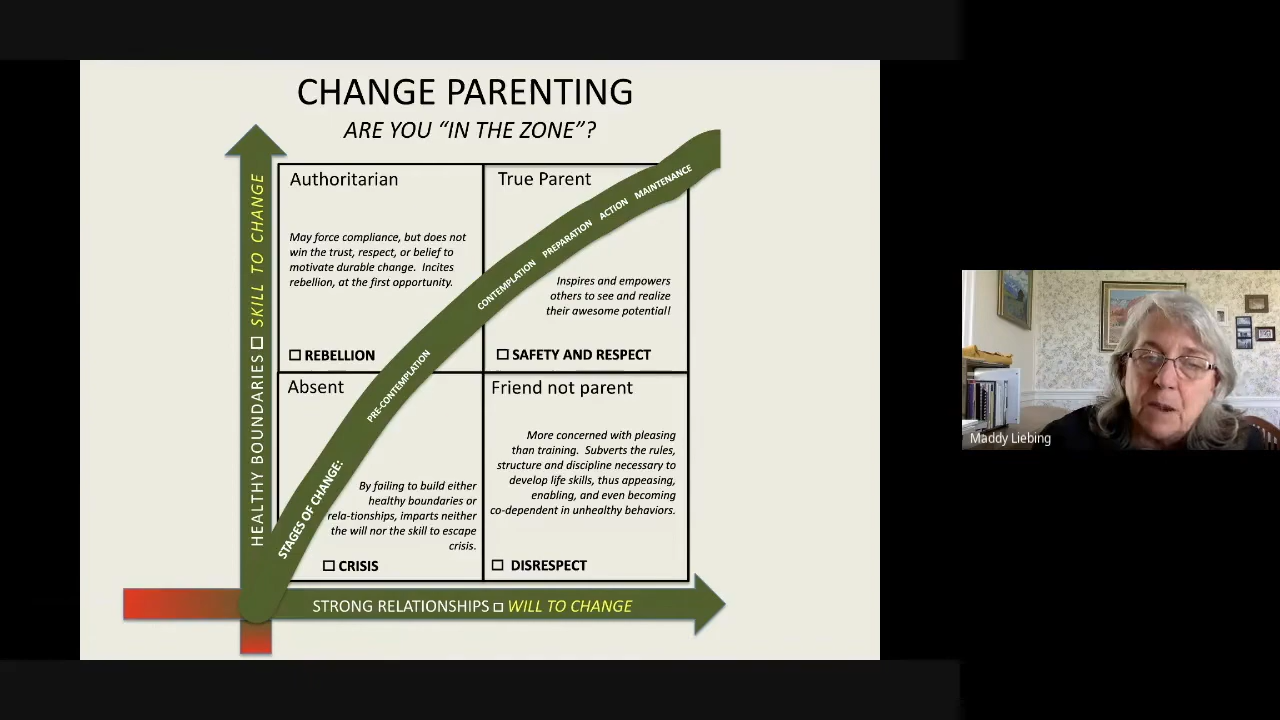 CHANGE PARENTING
ARE YOU “IN THE ZONE”?
HEALTHY BOUNDARIES □ SKILL TO CHANGE
Authoritarian
May force compliance, but does not
win the trust, respect, or belief to
motivate durable change. Incites
rebellion, at the first opportunity.
□ REBELLION
True Parent
Inspires and empowers
others to see and realize
their awesome potential!
□ SAFETY AND RESPECT
Absent
By failing to build either
healthy boundaries or
rela-tionships, imparts neither
the will nor the skill to escape
crisis.
□ CRISIS
Friend not parent
More concerned with pleasing
than training. Subverts the rules,
structure and discipline necessary to
develop life skills, thus appeasing,
enabling, and even becoming
co-dependent in unhealthy behaviors.
□ DISRESPECT
STAGES OF CHANGE: PRE-CONTEMPLATION CONTEMPLATION PREPARATION ACTION MAINTENANCE
STRONG RELATIONSHIPS □ WILL TO CHANGE
Maddy Liebing